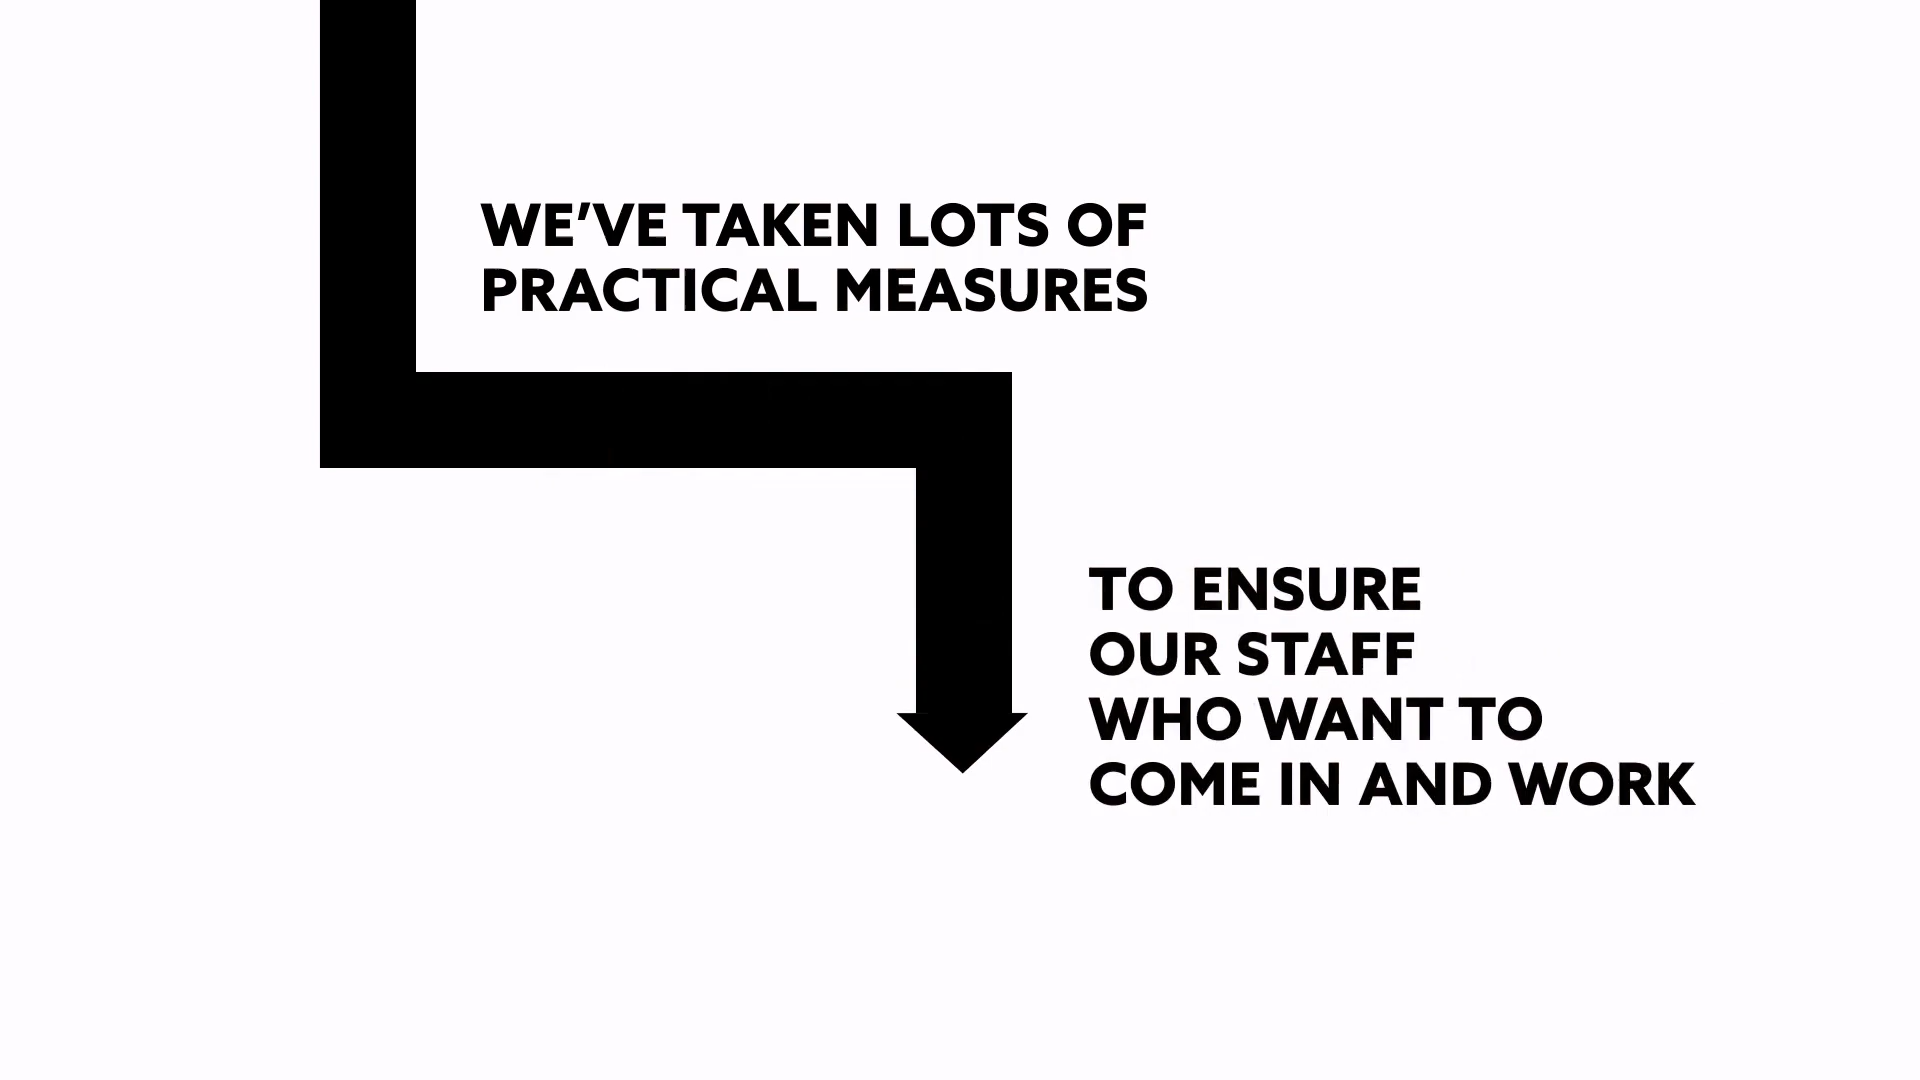 WE’VE TAKEN LOTS OF
PRACTICAL MEASURES
TO ENSURE
OUR STAFF
WHO WANT TO
COME IN AND WORK